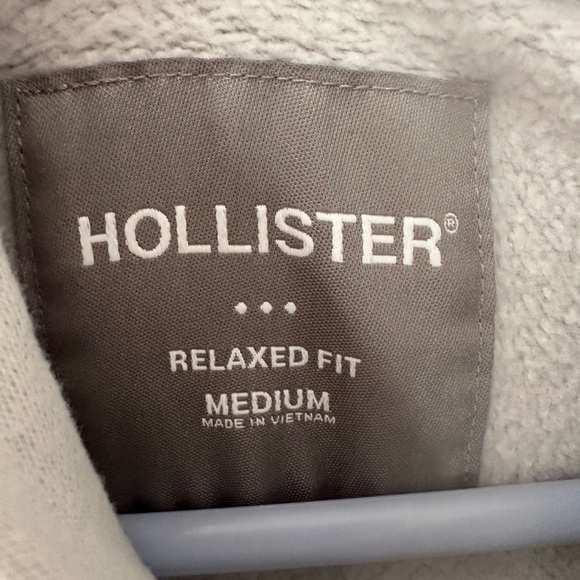 HOLLISTER®
•••
RELAXED FIT
MEDIUM
MADE IN VIETNAM